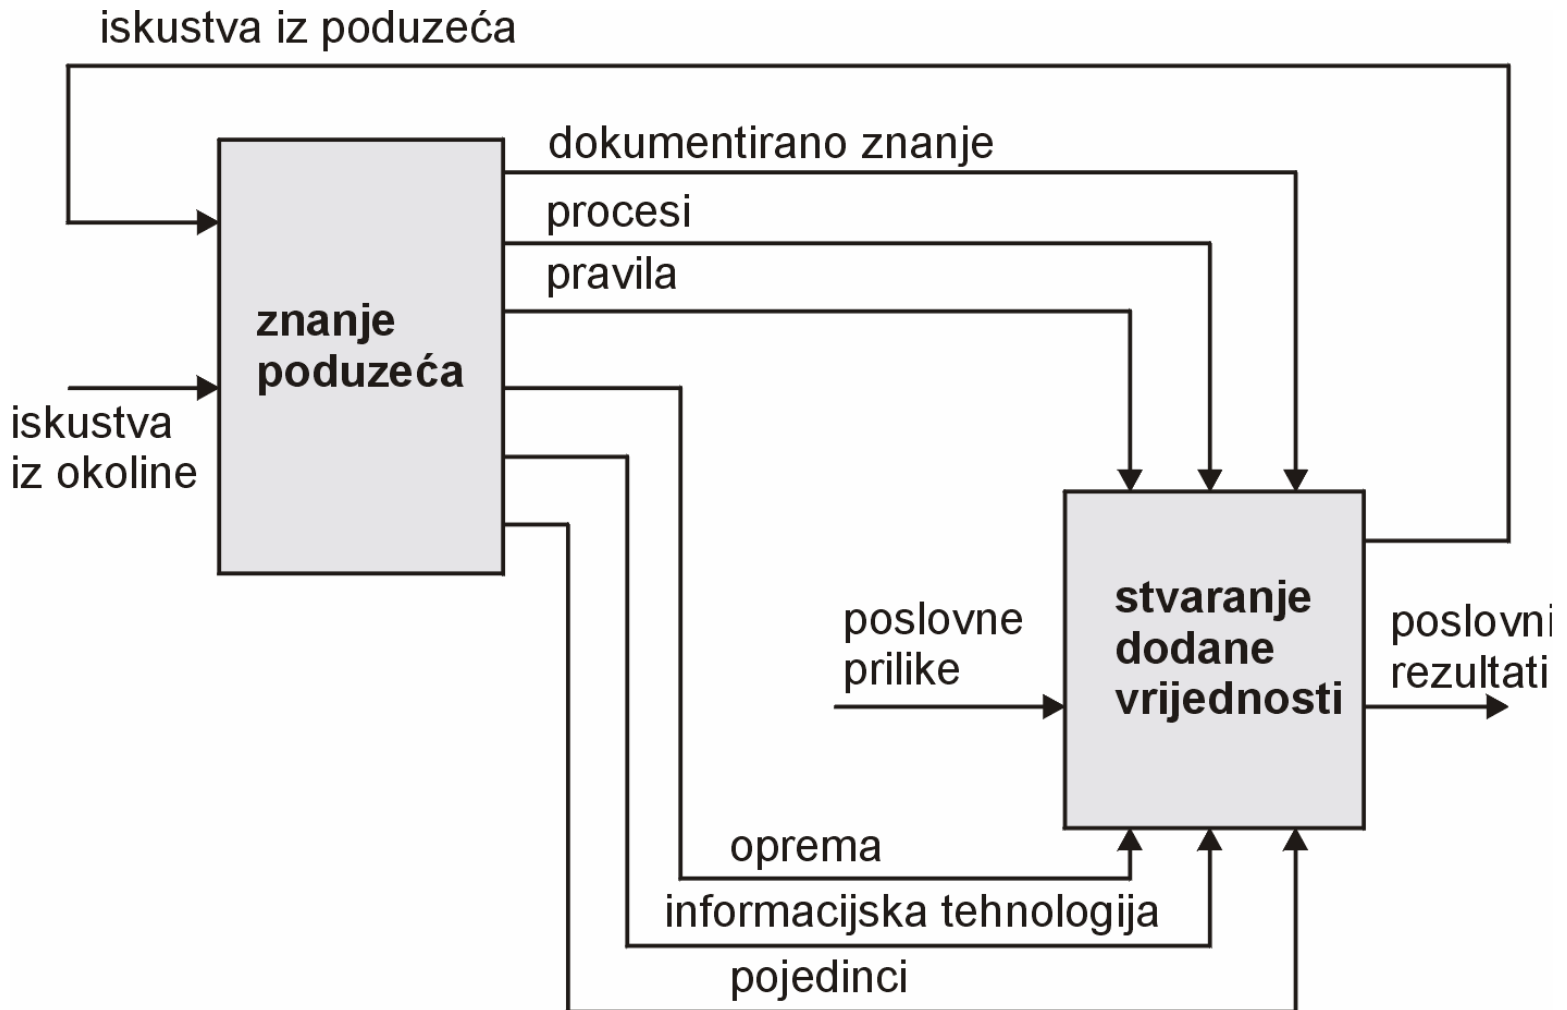 iskustva iz poduzeća
dokumentirano znanje
procesi
pravila
znanje
poduzeća
iskustva
iz okoline
stvaranje
dodane
vrijednosti
poslovne
prilike
poslovni
rezultati
oprema
informacijska tehnologija
pojedinci